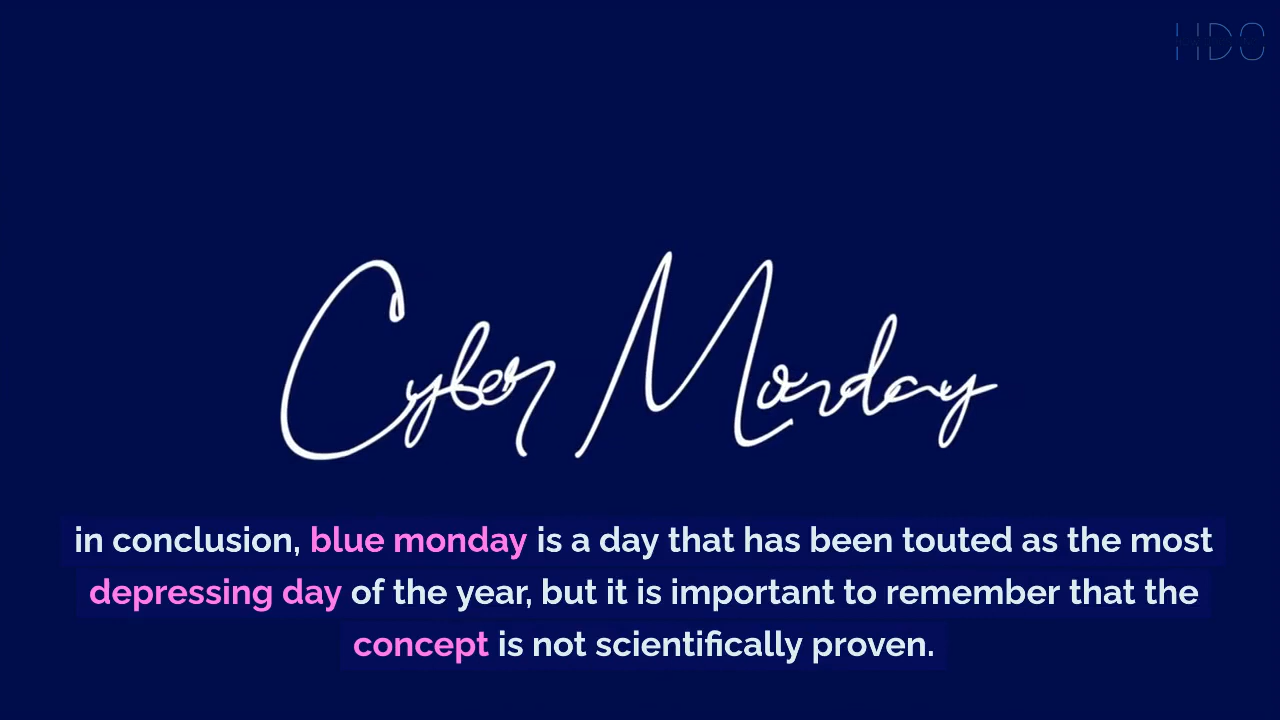 HDO
Cyber Monday
in conclusion, blue monday is a day that has been touted as the most
depressing day of the year, but it is important to remember that the
concept is not scientifically proven.